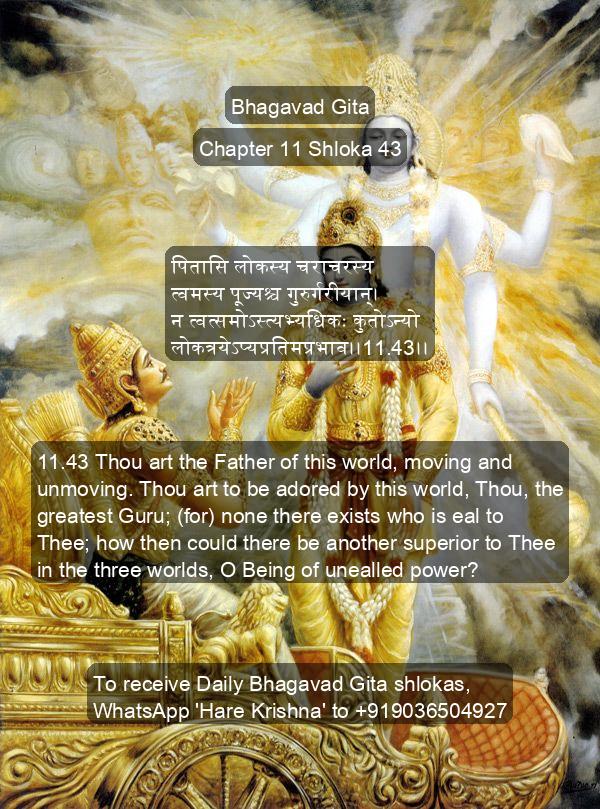 Bhagavad Gita
Chapter 11 Shloka 43
पितासि लोकस्य चराचरस्य
त्वमस्य पूज्यश्च गुरुर्गरीयान्।
न त्वत्समोऽस्त्यभ्यधिकः कुतोऽन्यो
लोकत्रयेऽप्यप्रतिमप्रभाव।।11.43।।
11.43 Thou art the Father of this world, moving and
unmoving. Thou art to be adored by this world, Thou, the
greatest Guru; (for) none there exists who is eal to
Thee; how then could there be another superior to Thee
in the three worlds, O Being of unealled power?
To receive Daily Bhagavad Gita shlokas,
WhatsApp 'Hare Krishna' to +919036504927